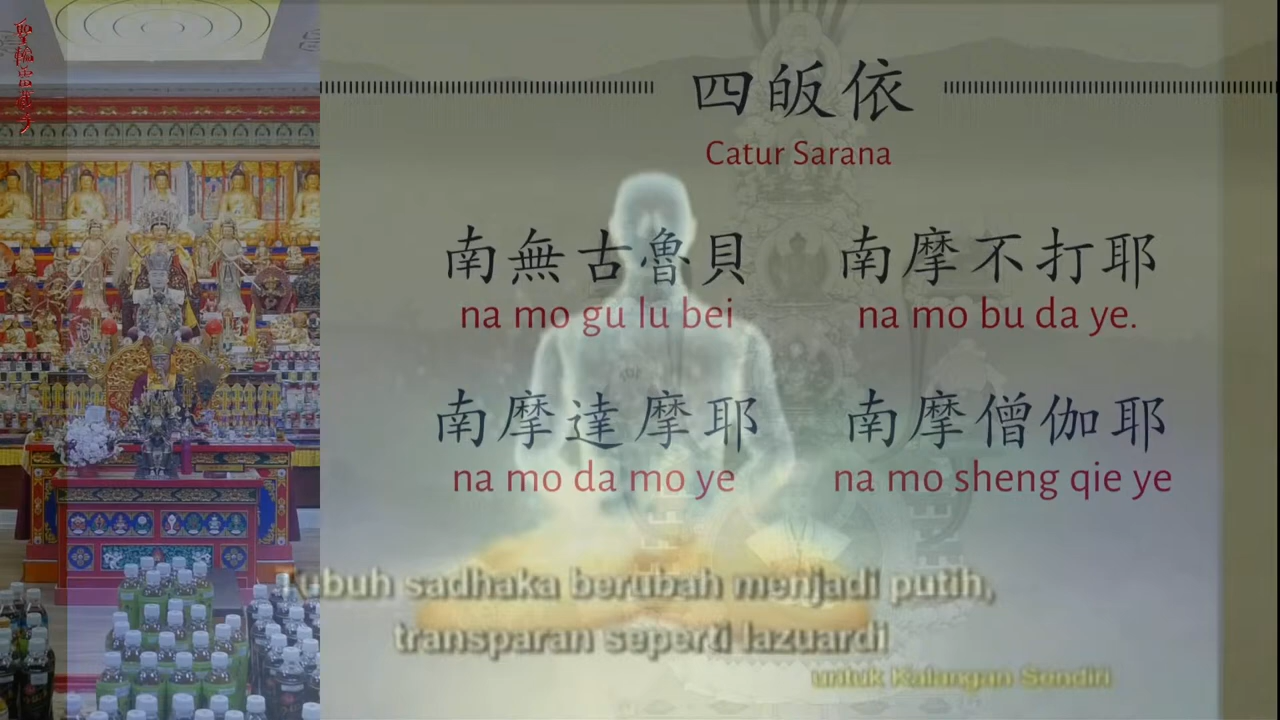 四皈依
Catur Sarana
南無古魯貝 南摩不打耶
na mo gu lu bei na mo bu da ye.
南摩達摩耶 南摩僧伽耶
na mo da mo ye na mo sheng qie ye
Tubuh sadhaka berubah menjadi putih,
transparan seperti lazuardi
untuk Kalangan Sendiri